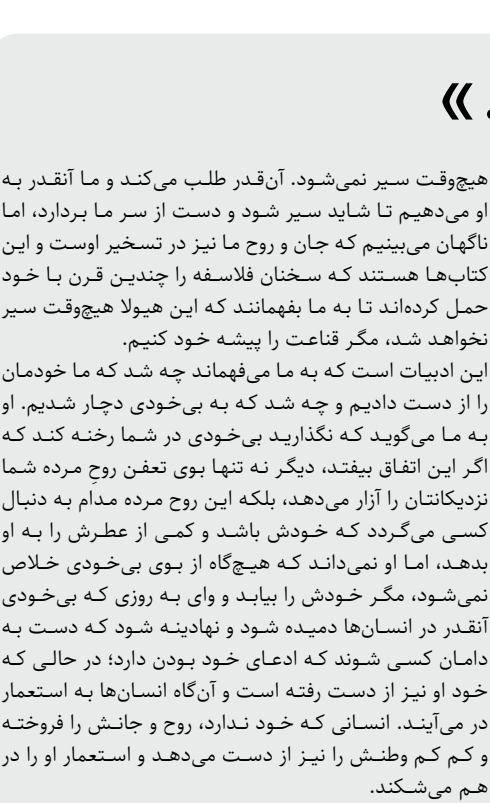 . »
هیچ‌وقت سیر نمی‌شود. آن‌قدر طلب می‌کند و ما آنقدر به
او می‌دهیم تا شاید سیر شود و دست از سر ما بردارد، اما
ناگهان می‌بینیم که جان و روح ما نیز در تسخیر اوست و این
کتاب‌ها هستند که سخنان فلاسفه را چندین قرن با خود
حمل کرده‌اند تا به ما بفهمانند که این هیولا هیچ‌وقت سیر
نخواهد شد، مگر قناعت را پیشه خود کنیم.
این ادبیات است که به ما می‌فهماند چه شد که ما خودمان
را از دست دادیم و چه شد که به بی‌خودی دچار شدیم. او
به ما می‌گوید که نگذارید بی‌خودی در شما رخنه کند که
اگر این اتفاق بیفتد، دیگر نه تنها بوی تعفن روحِ مرده شما
نزدیکانتان را آزار می‌دهد، بلکه این روح مرده مدام به دنبال
کسی می‌گردد که خودش باشد و کمی از عطرش را به او
بدهد، اما او نمی‌داند که هیچ‌گاه از بوی بی‌خودی خلاص
نمی‌شود، مگر خودش را بیابد و وای به روزی که بی‌خودی
آنقدر در انسان‌ها دمیده شود و نهادینه شود که دست به
دامان کسی شوند که ادعای خود بودن دارد؛ در حالی که
خود او نیز از دست رفته است و آن‌گاه انسان‌ها به استعمار
در می‌آیند. انسانی که خود ندارد، روح و جانش را فروخته
و کم کم وطنش را نیز از دست می‌دهد و استعمار او را در
هم می‌شکند.